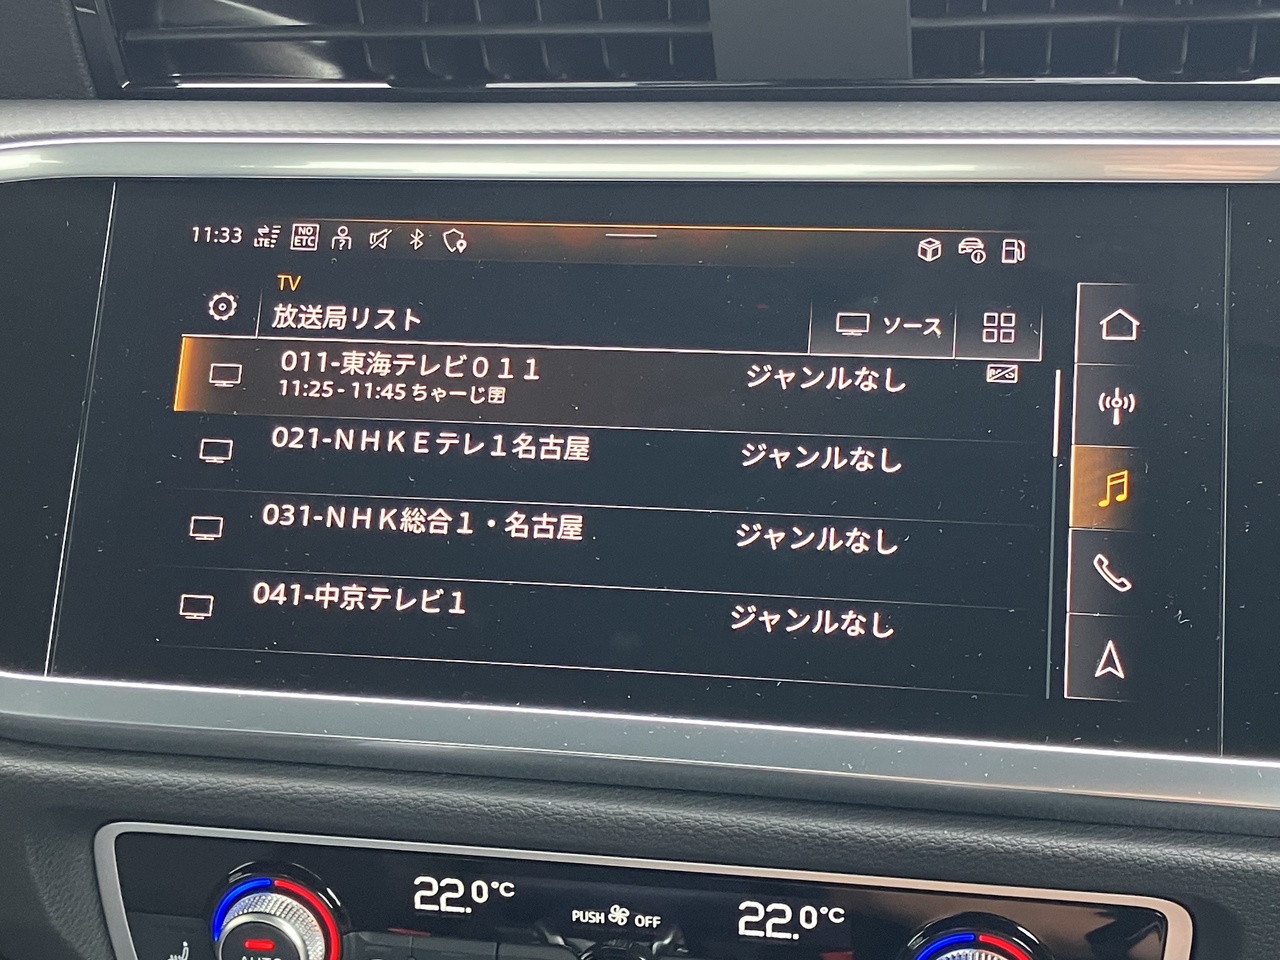 11:33 LTE NO ETC
TV
放送局リスト
ソース
011-東海テレビ０１１ ジャンルなし
11:25 - 11:45 ちゃーじ🈑
021-ＮＨＫＥテレ１名古屋 ジャンルなし
031-ＮＨＫ総合１・名古屋 ジャンルなし
041-中京テレビ１ ジャンルなし
22.0°C
PUSH OFF
22.0°C
AUTO